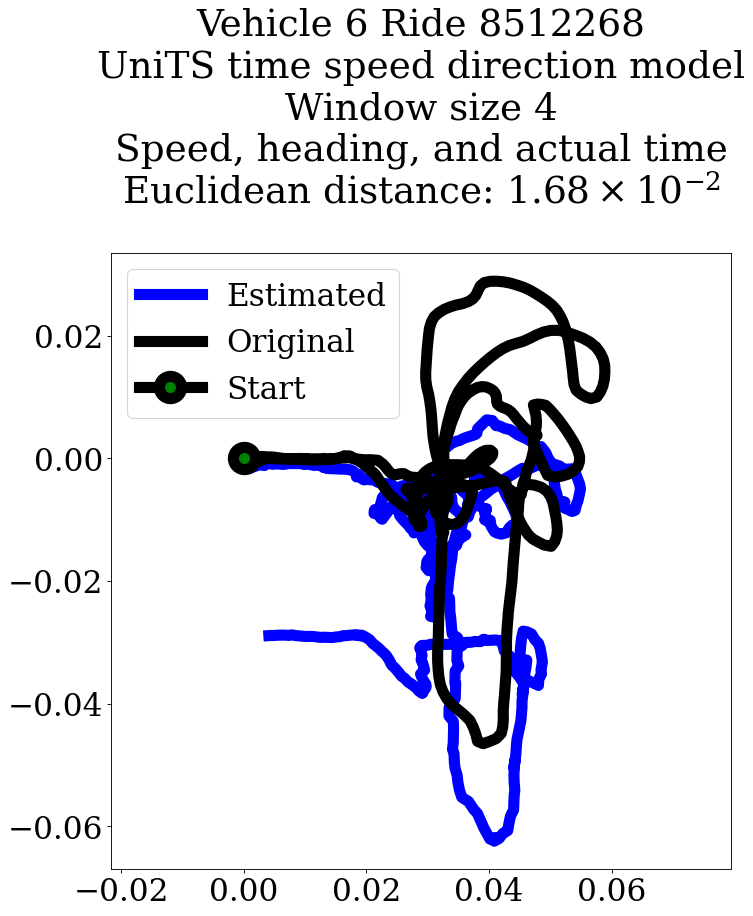 Vehicle 6 Ride 8512268
UniTS time speed direction model
Window size 4
Speed, heading, and actual time
Euclidean distance: 1.68 × 10⁻²
Estimated
Original
Start
0.02
0.00
−0.02
−0.04
−0.06
−0.02 0.00 0.02 0.04 0.06